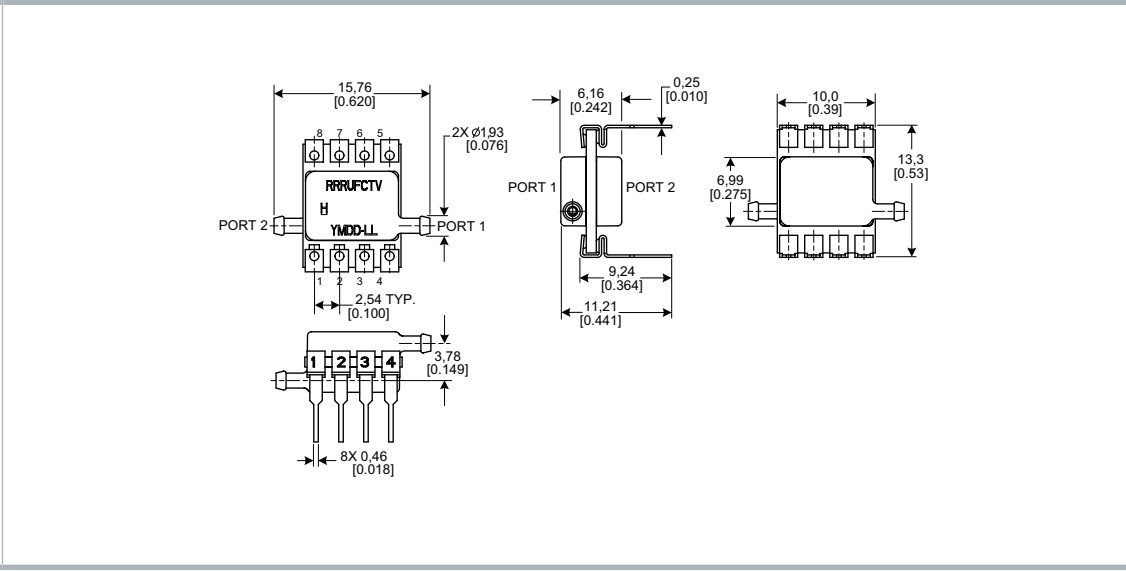 15,76
[0.620]
8 7 6 5
2X Ø1,93
[0.076]
RRRUFCTV
H
YMDD-LL
PORT 2
PORT 1
1 2 3 4
2,54 TYP.
[0.100]
6,16
[0.242]
0,25
[0.010]
PORT 1
PORT 2
9,24
[0.364]
11,21
[0.441]
10,0
[0.39]
13,3
[0.53]
6,99
[0.275]
1 2 3 4
3,78
[0.149]
8X 0,46
[0.018]